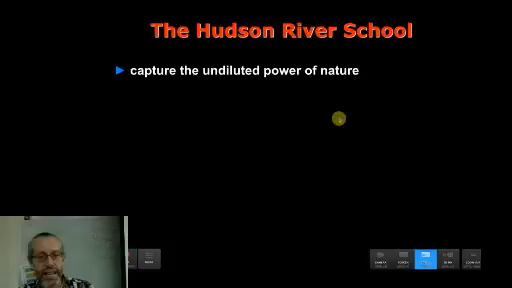 The Hudson River School
capture the undiluted power of nature